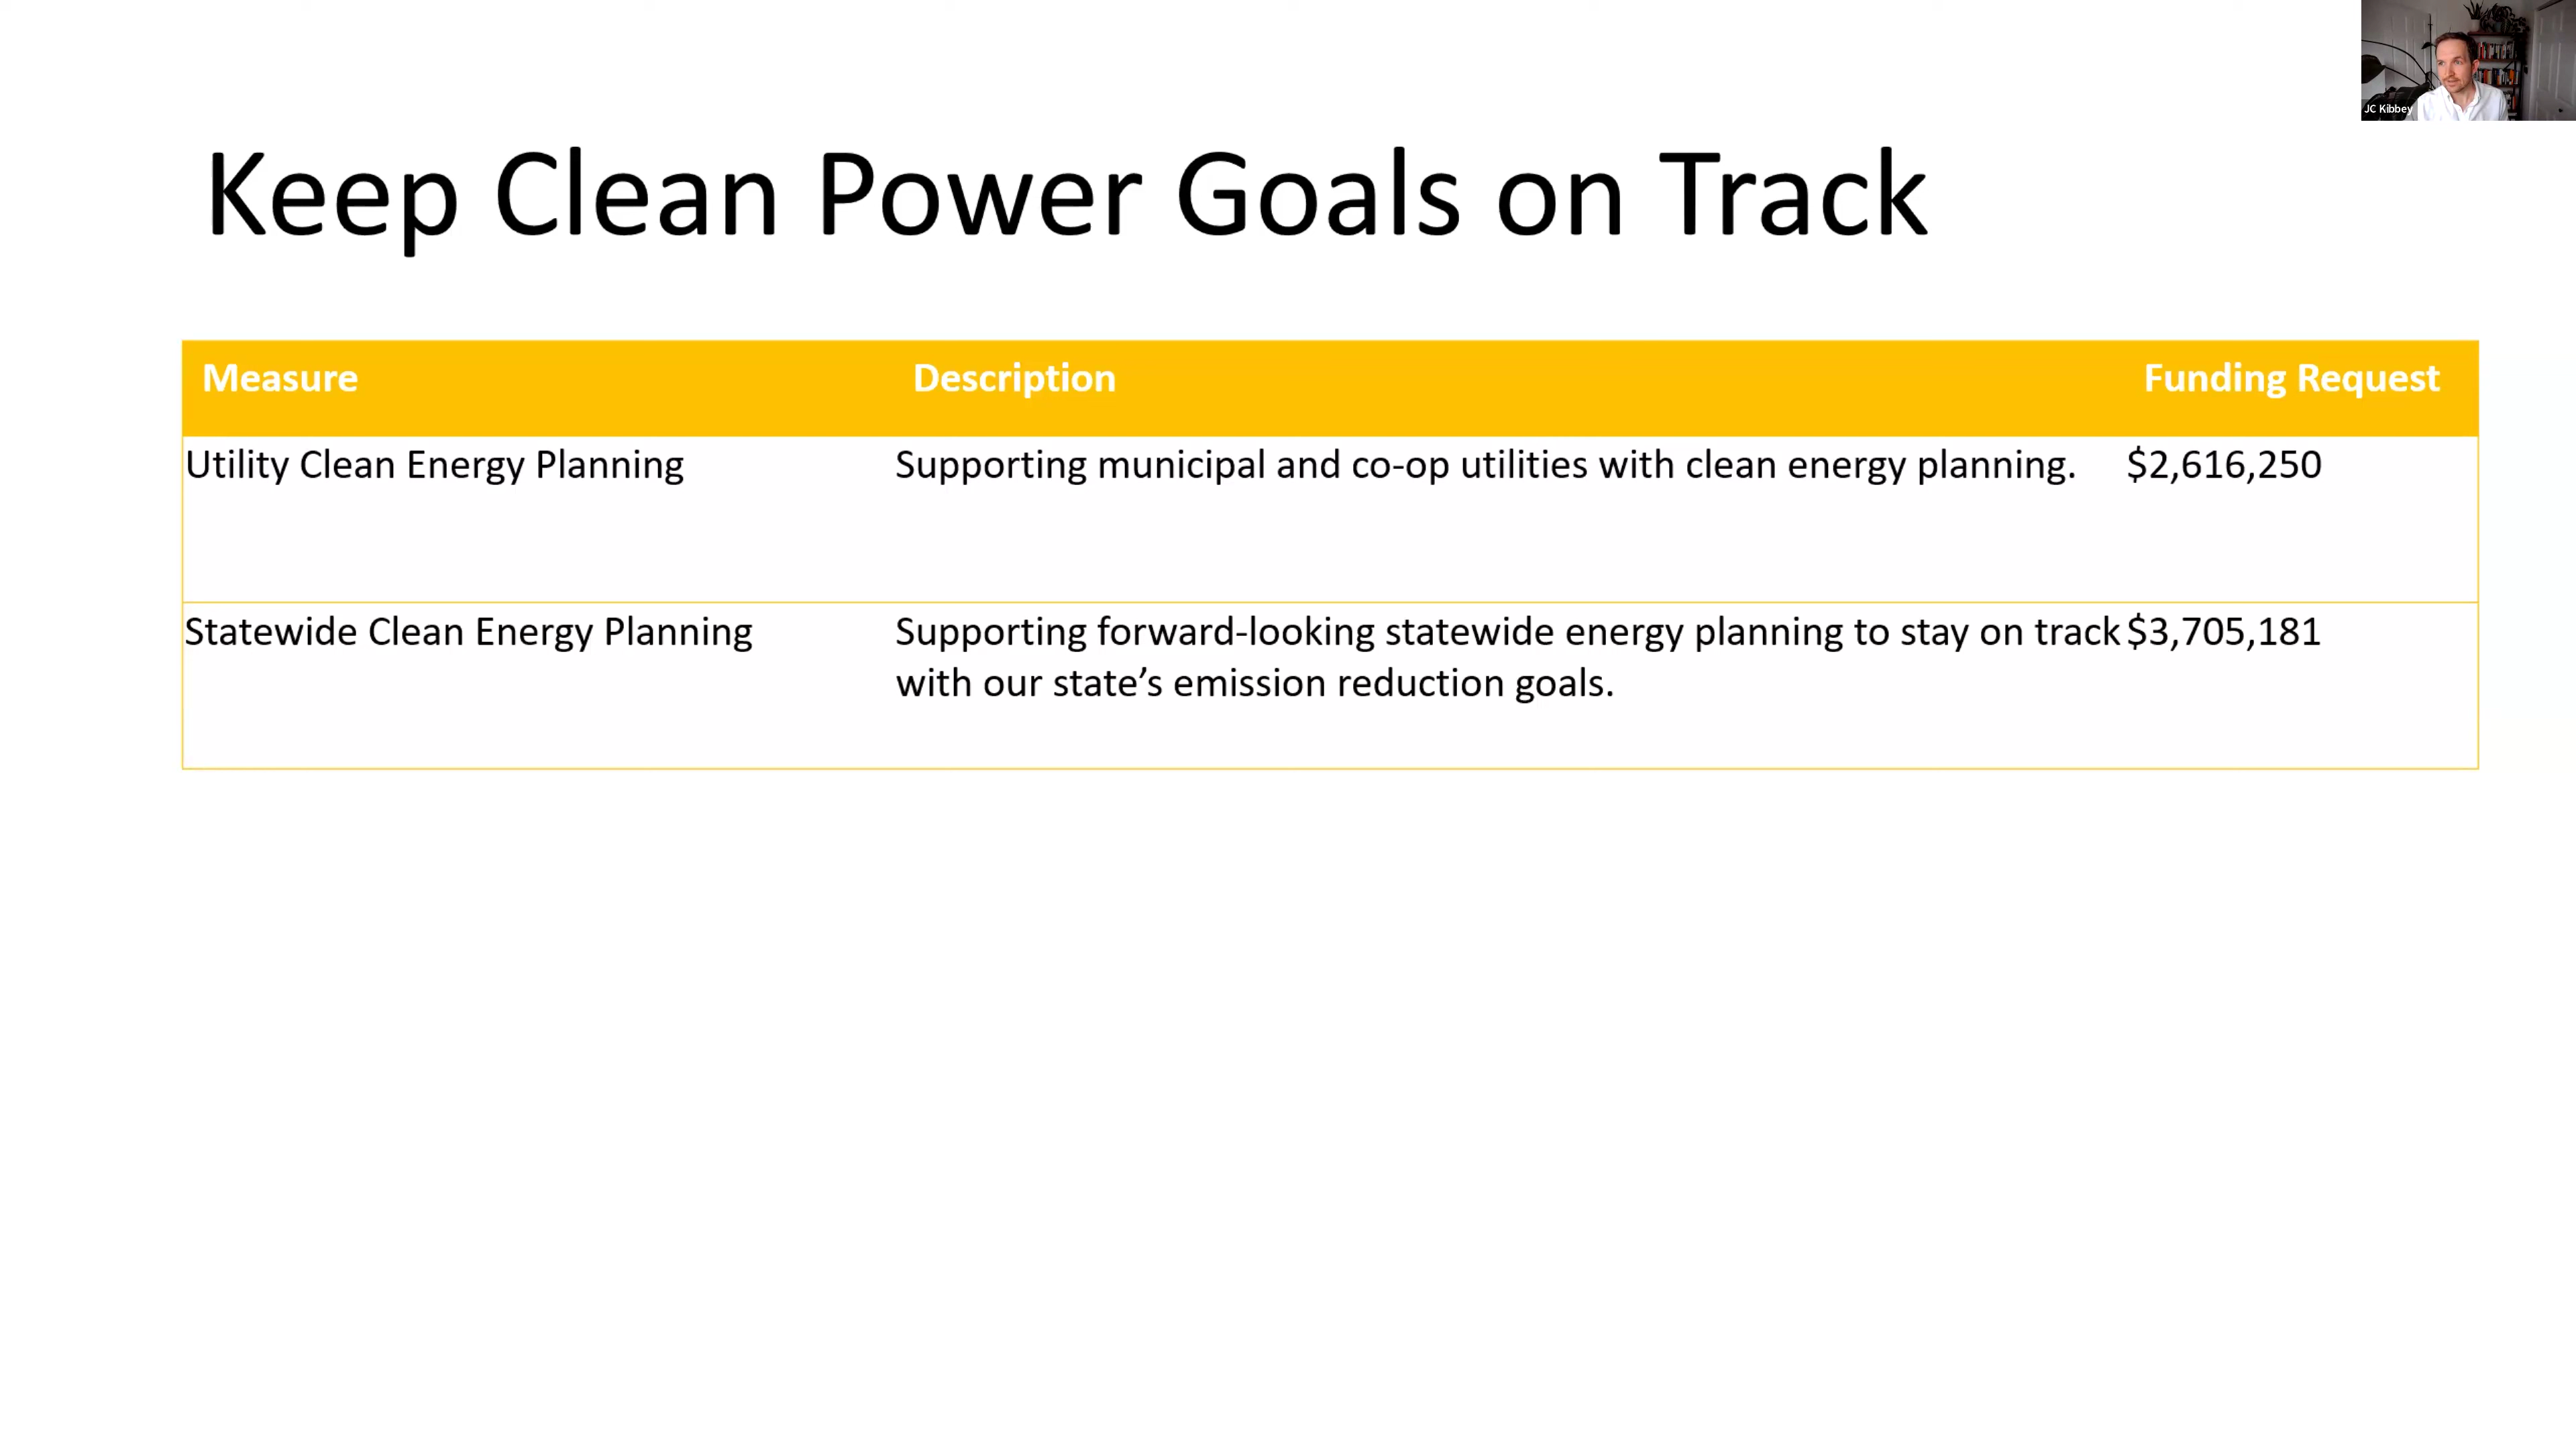 JC Kibbey
Keep Clean Power Goals on Track
Measure Description Funding Request
Utility Clean Energy Planning Supporting municipal and co-op utilities with clean energy planning. $2,616,250
Statewide Clean Energy Planning Supporting forward-looking statewide energy planning to stay on track $3,705,181
with our state’s emission reduction goals.